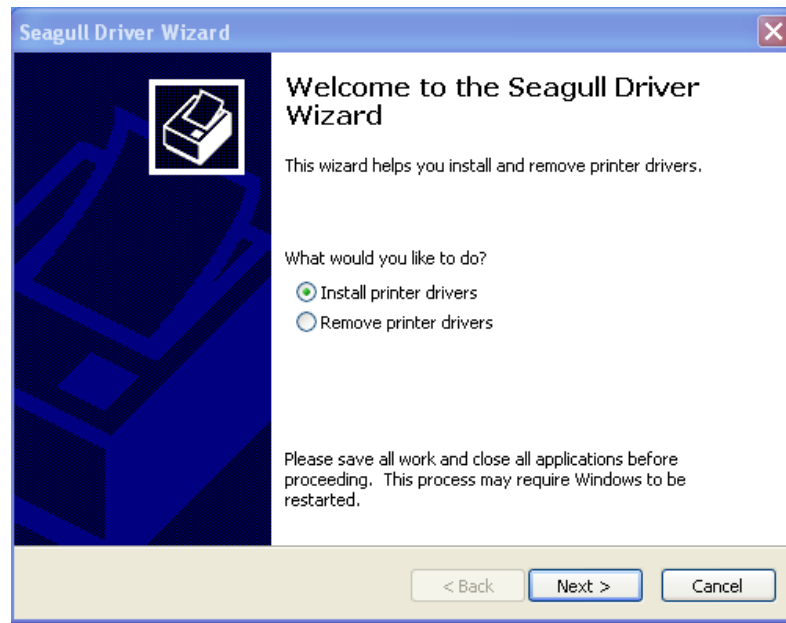 Seagull Driver Wizard
Welcome to the Seagull Driver
Wizard
This wizard helps you install and remove printer drivers.
What would you like to do?
Install printer drivers
Remove printer drivers
Please save all work and close all applications before
proceeding. This process may require Windows to be
restarted.
< Back Next > Cancel